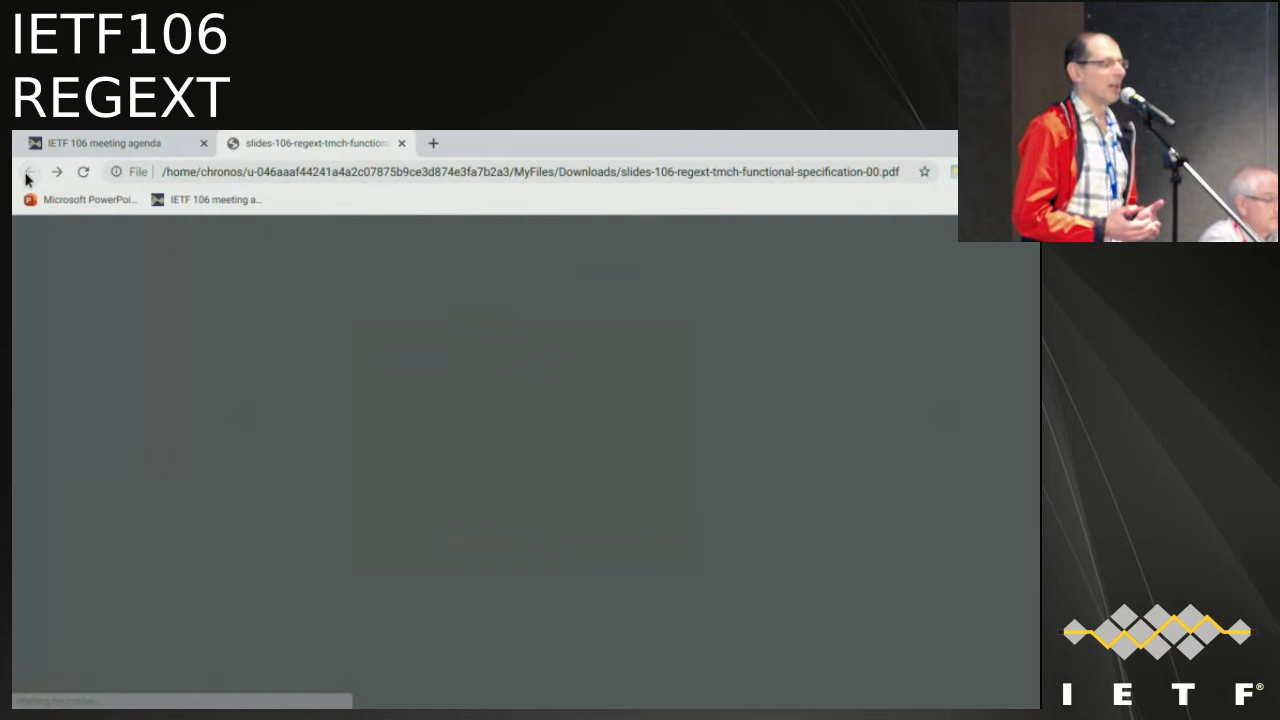 IETF106
REGEXT
IETF 106 meeting agenda
slides-106-regext-tmch-function
File
/home/chronos/u-046aaaf44241a4a2c07875b9ce3d874e3fa7b2a3/MyFiles/Downloads/slides-106-regext-tmch-functional-specification-00.pdf
Microsoft PowerPoi...
IETF 106 meeting a...
I E T F®